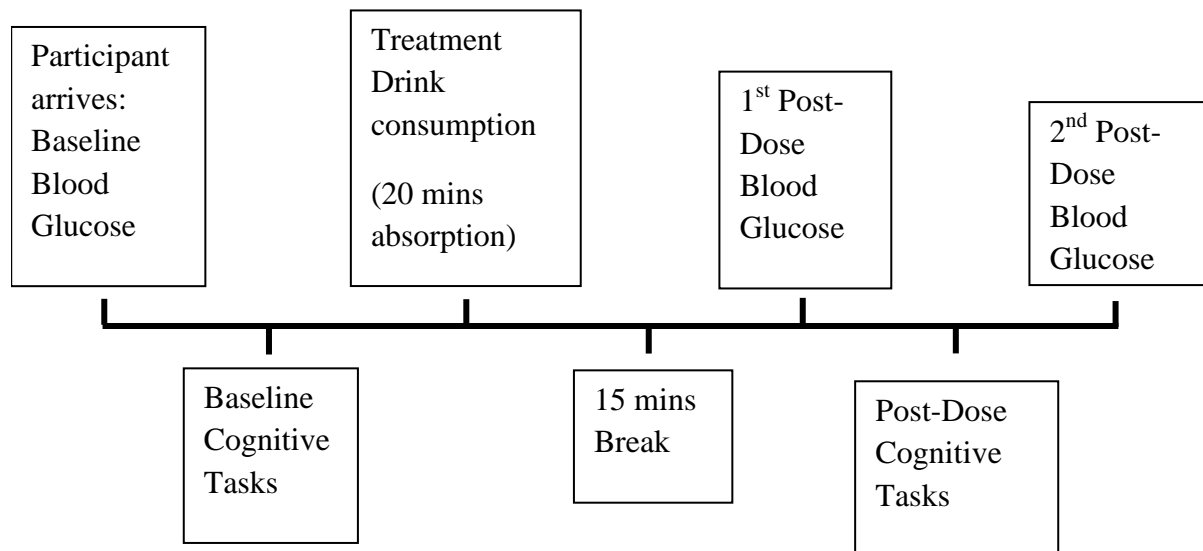 Participant
arrives:
Baseline
Blood
Glucose
Baseline
Cognitive
Tasks
Treatment
Drink
consumption
(20 mins
absorption)
15 mins
Break
1st Post-
Dose
Blood
Glucose
Post-Dose
Cognitive
Tasks
2nd Post-
Dose
Blood
Glucose